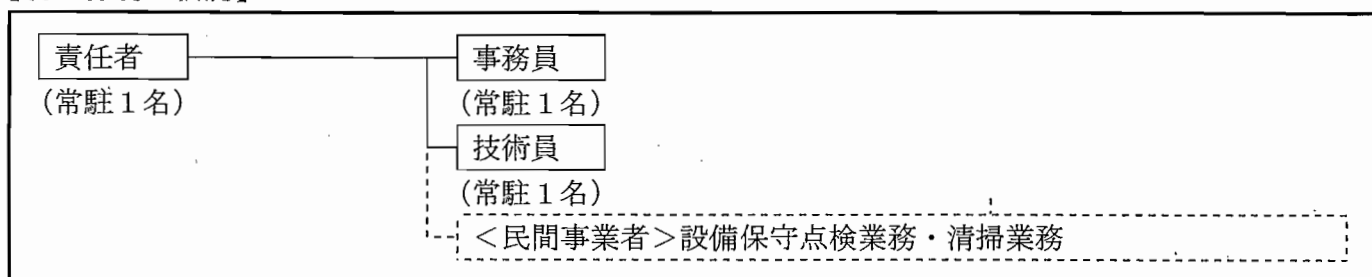 責任者 事務員
(常駐1名) (常駐1名)
技術員
(常駐1名)
<民間事業者>設備保守点検業務・清掃業務